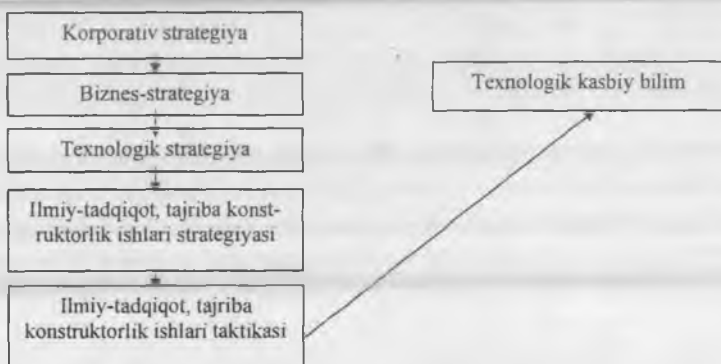 Korporativ strategiya
Biznes-strategiya
Texnologik strategiya
Ilmiy-tadqiqot, tajriba konst-
ruktorlik ishlari strategiyasi
Ilmiy-tadqiqot, tajriba
konstruktorlik ishlari taktikasi
Texnologik kasbiy bilim